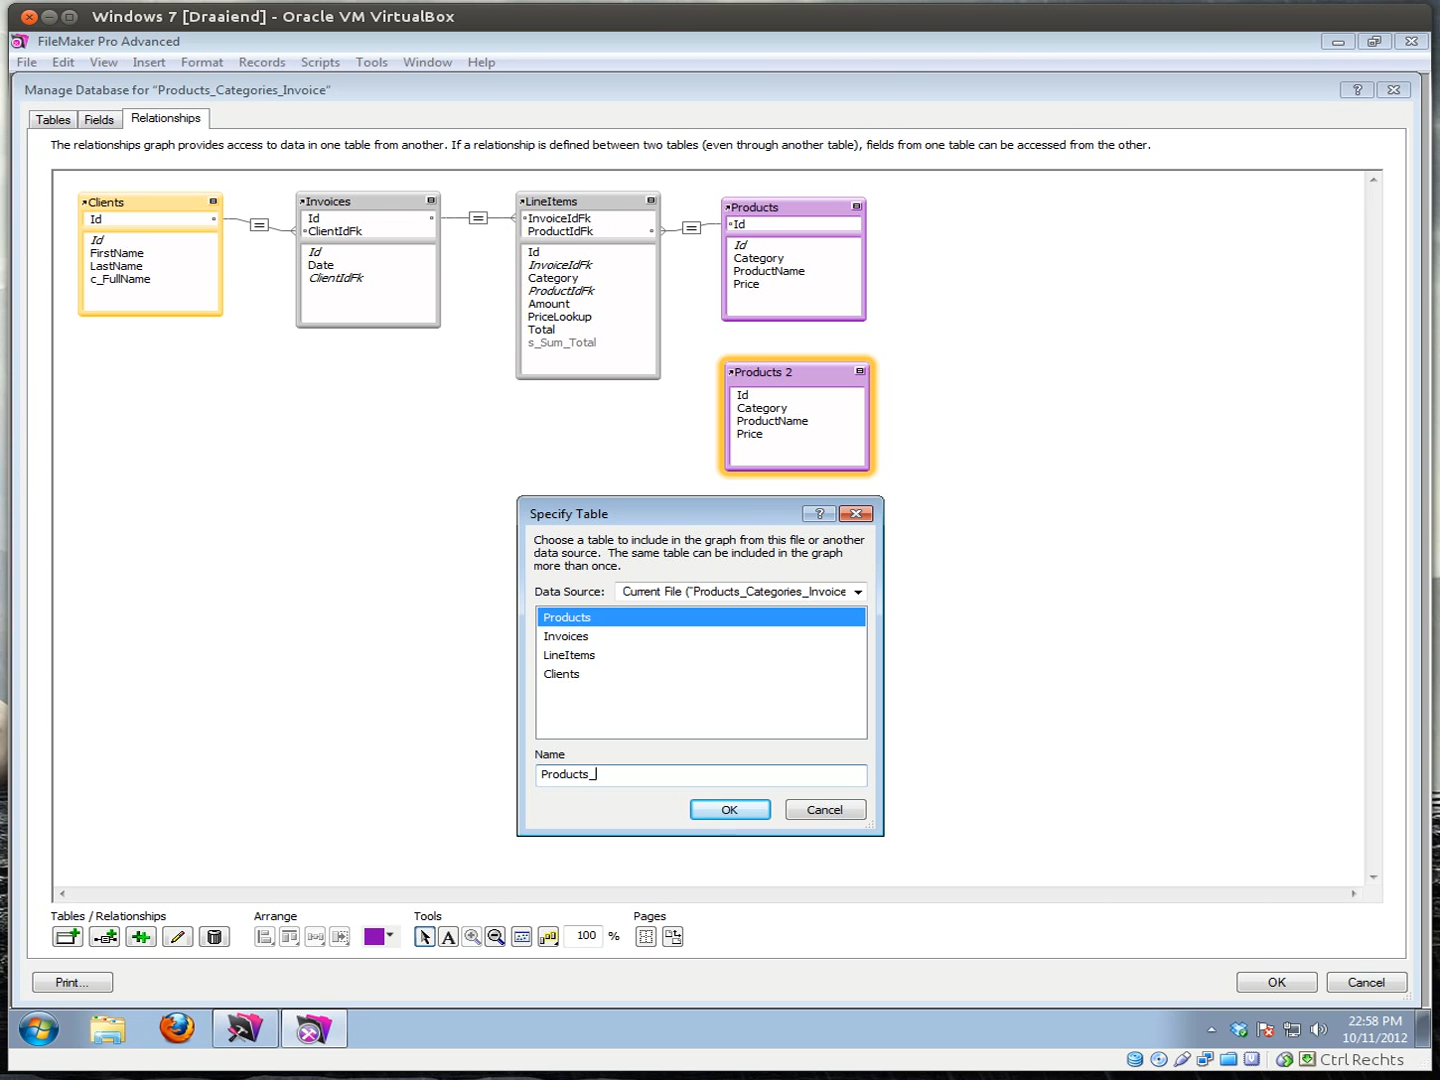 Windows 7 [Draaiend] - Oracle VM VirtualBox
FileMaker Pro Advanced
File Edit View Insert Format Records Scripts Tools Window Help
Manage Database for "Products_Categories_Invoice"
Tables Fields Relationships
The relationships graph provides access to data in one table from another. If a relationship is defined between two tables (even through another table), fields from one table can be accessed from the other.
Clients
Id
Id
FirstName
LastName
c_FullName
Invoices
Id
ClientIdFk
Id
Date
ClientIdFk
LineItems
InvoiceIdFk
ProductIdFk
Id
InvoiceIdFk
Category
ProductIdFk
Amount
PriceLookup
Total
s_Sum_Total
Products
Id
Id
Category
ProductName
Price
Products 2
Id
Category
ProductName
Price
Specify Table
Choose a table to include in the graph from this file or another
data source. The same table can be included in the graph
more than once.
Data Source: Current File ("Products_Categories_Invoice
Products
Invoices
LineItems
Clients
Name
Products_
OK Cancel
Tables / Relationships Arrange Tools Pages
A 100 %
Print... OK Cancel
22:58 PM
10/11/2012
Ctrl Rechts